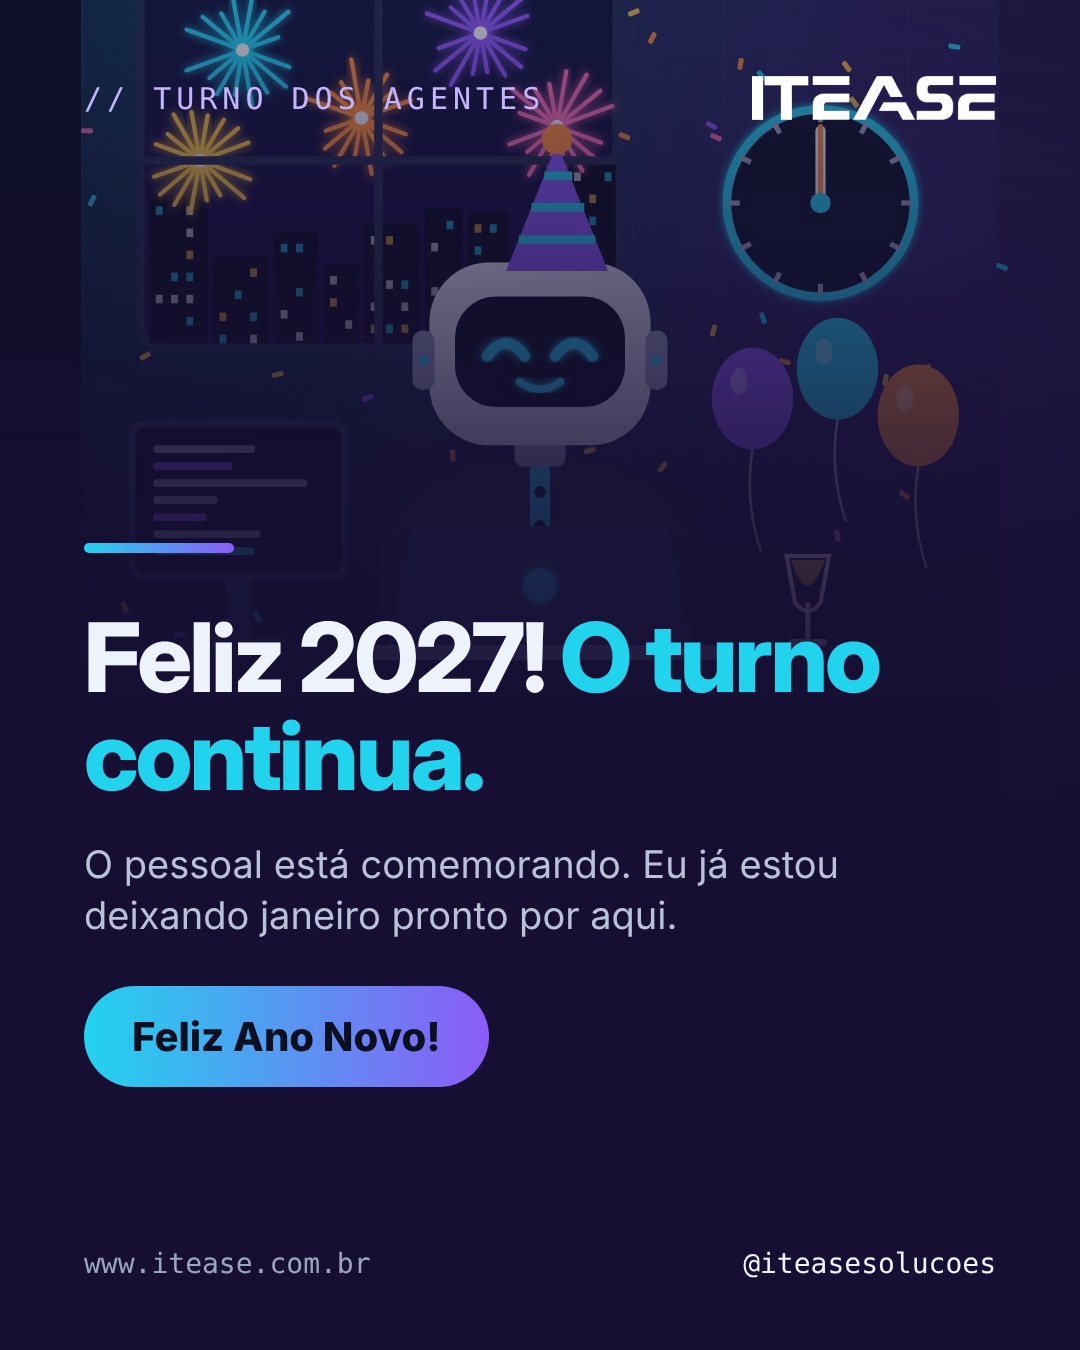 // TURNO DOS AGENTES
ITEASE
Feliz 2027! O turno
continua.
O pessoal está comemorando. Eu já estou
deixando janeiro pronto por aqui.
Feliz Ano Novo!
www.itease.com.br
@iteasesolucoes